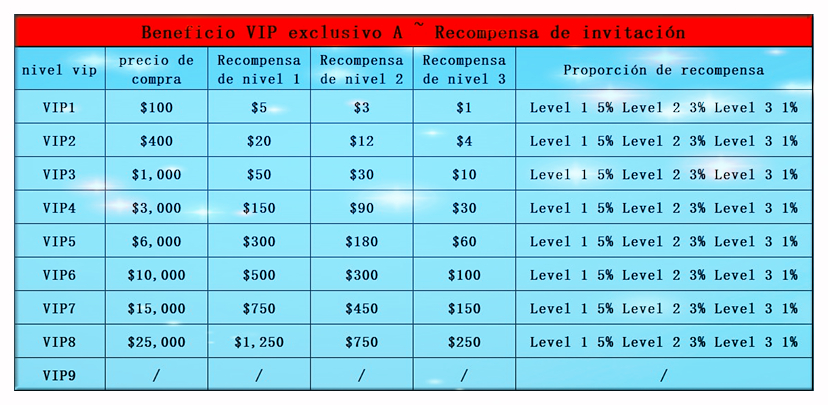 Beneficio VIP exclusivo A ~ Recompensa de invitación
nivel vip precio de compra Recompensa de nivel 1 Recompensa de nivel 2 Recompensa de nivel 3 Proporción de recompensa
VIP1 $100 $5 $3 $1 Level 1 5% Level 2 3% Level 3 1%
VIP2 $400 $20 $12 $4 Level 1 5% Level 2 3% Level 3 1%
VIP3 $1,000 $50 $30 $10 Level 1 5% Level 2 3% Level 3 1%
VIP4 $3,000 $150 $90 $30 Level 1 5% Level 2 3% Level 3 1%
VIP5 $6,000 $300 $180 $60 Level 1 5% Level 2 3% Level 3 1%
VIP6 $10,000 $500 $300 $100 Level 1 5% Level 2 3% Level 3 1%
VIP7 $15,000 $750 $450 $150 Level 1 5% Level 2 3% Level 3 1%
VIP8 $25,000 $1,250 $750 $250 Level 1 5% Level 2 3% Level 3 1%
VIP9 / / / / /